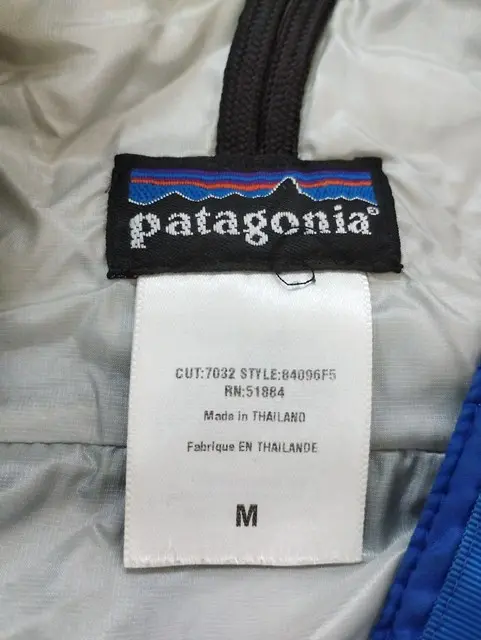 patagonia®
CUT:7032 STYLE:84096F5
RN:51884
Made in THAILAND
Fabrique EN THAILANDE
M